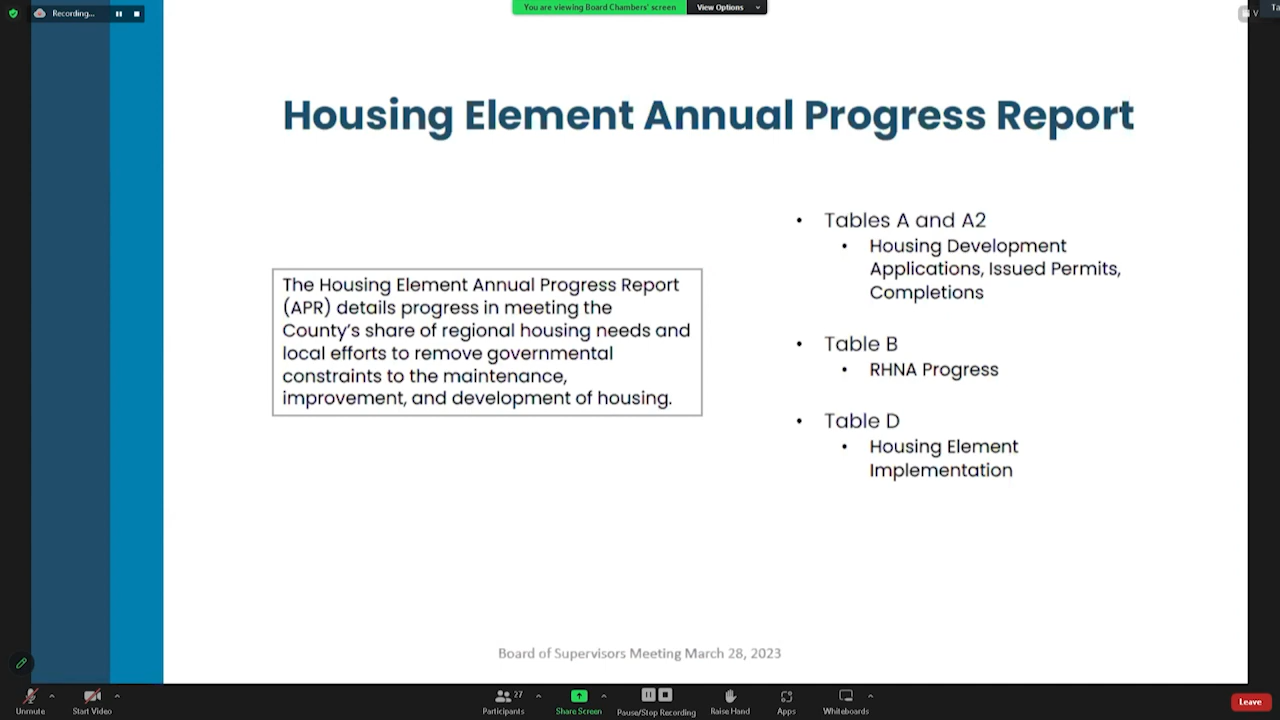 Recording...
You are viewing Board Chambers' screen
View Options
V
Ta
Housing Element Annual Progress Report
The Housing Element Annual Progress Report
(APR) details progress in meeting the
County's share of regional housing needs and
local efforts to remove governmental
constraints to the maintenance,
improvement, and development of housing.
• Tables A and A2
• Housing Development
Applications, Issued Permits,
Completions
• Table B
• RHNA Progress
• Table D
• Housing Element
Implementation
Board of Supervisors Meeting March 28, 2023
Unmute
Start Video
27
Participants
Share Screen
Pause/Stop Recording
Raise Hand
Apps
Whiteboards
Leave